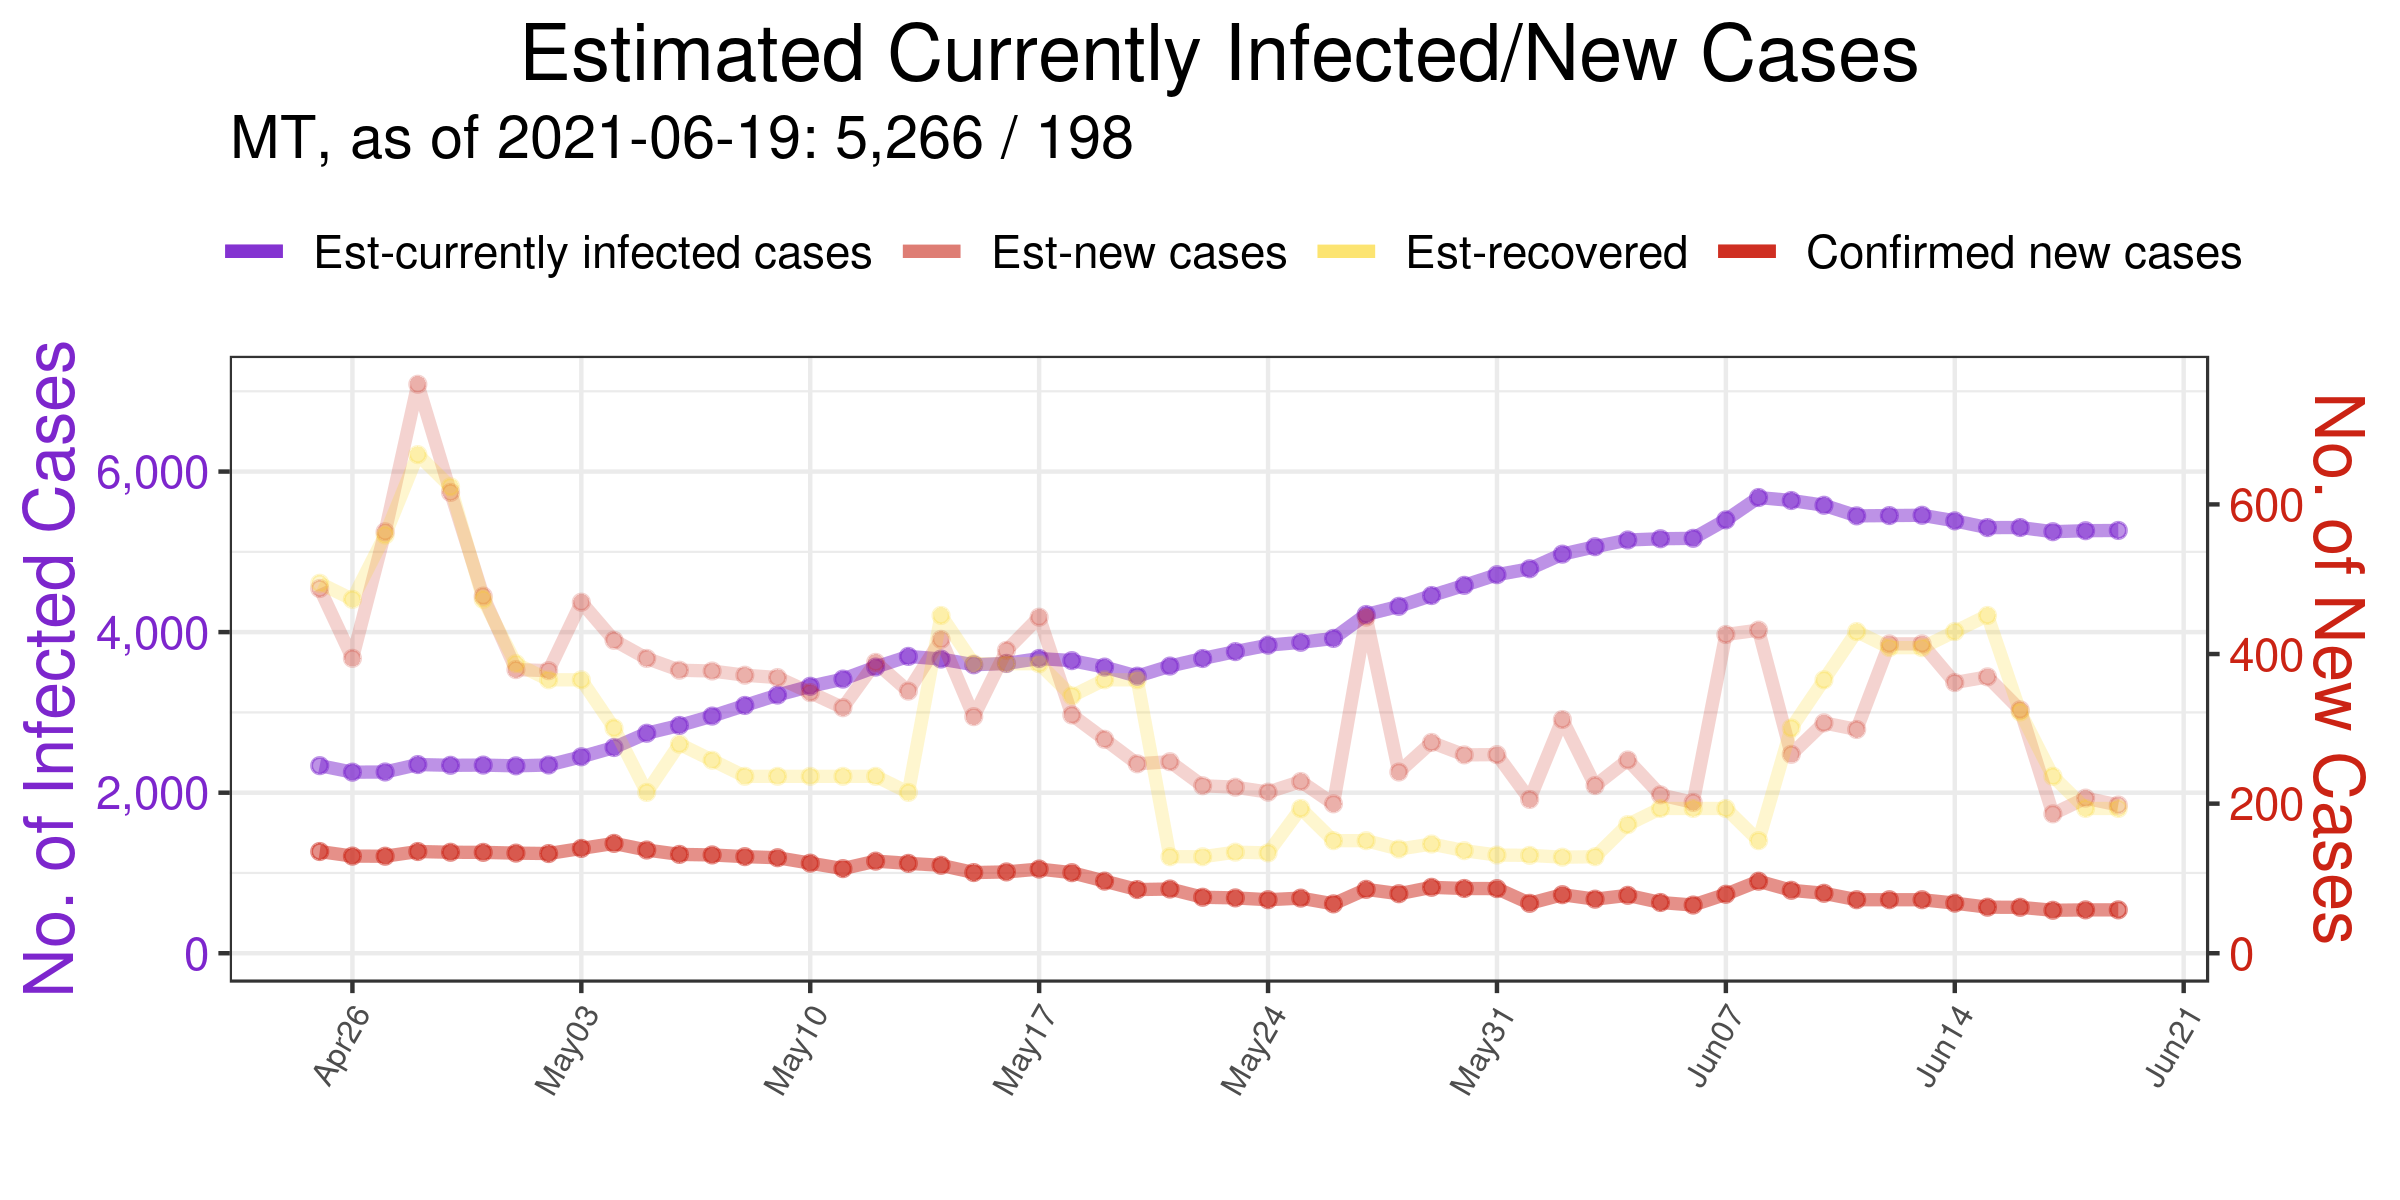 Estimated Currently Infected/New Cases
MT, as of 2021-06-19: 5,266 / 198
Est-currently infected cases Est-new cases Est-recovered Confirmed new cases
No. of Infected Cases
6,000
4,000
2,000
0
No. of New Cases
600
400
200
0
Apr26 May03 May10 May17 May24 May31 Jun07 Jun14 Jun21